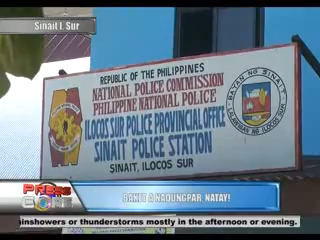 Sinait I. Sur
REPUBLIC OF THE PHILIPPINES
NATIONAL POLICE COMMISSION
PHILIPPINE NATIONAL POLICE
ILOCOS SUR POLICE PROVINCIAL OFFICE
SINAIT POLICE STATION
SINAIT, ILOCOS SUR
BAYAN NG SINAIT
ILOCOS SUR
PRESS
NATAY!
inshowers or thunderstorms mostly in the afternoon or evening.